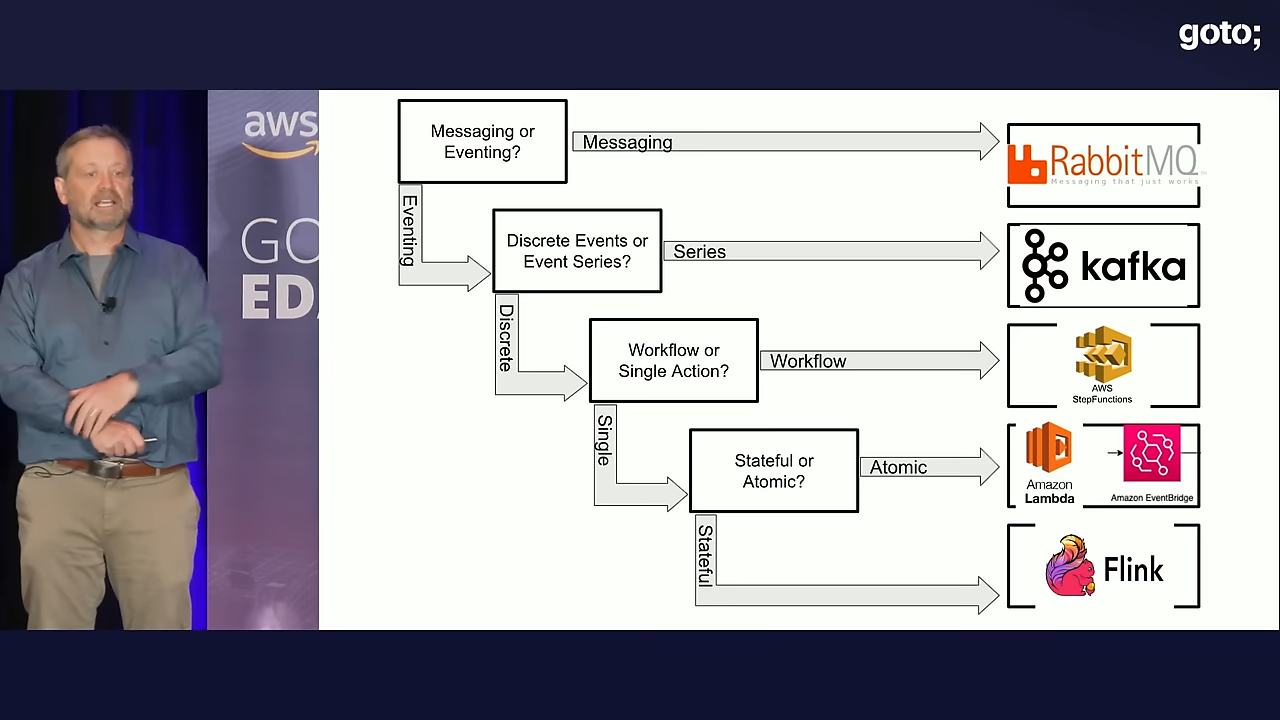 goto;
aws
GO
ED
Messaging or
Eventing?
Messaging
RabbitMQ
Messaging that just works
Eventing
Discrete Events or
Event Series?
Series
kafka
Discrete
Workflow or
Single Action?
Workflow
AWS
StepFunctions
Single
Stateful or
Atomic?
Atomic
Amazon
Lambda
Amazon EventBridge
Stateful
Flink